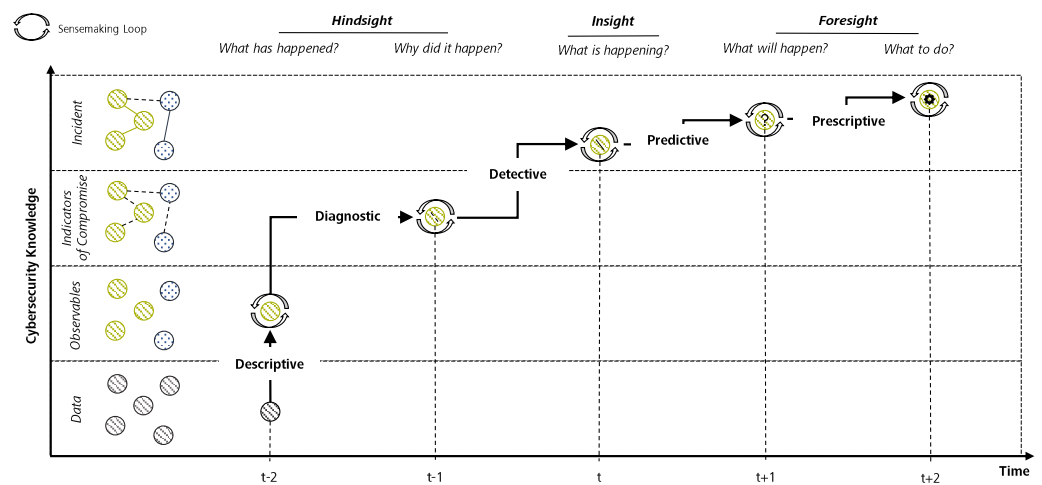 Sensemaking Loop
Hindsight
Insight
Foresight
What has happened?
Why did it happen?
What is happening?
What will happen?
What to do?
Cybersecurity Knowledge
Incident
Indicators
of Compromise
Observables
Data
Descriptive
Diagnostic
Detective
Predictive
?
Prescriptive
t-2
t-1
t
t+1
t+2
Time